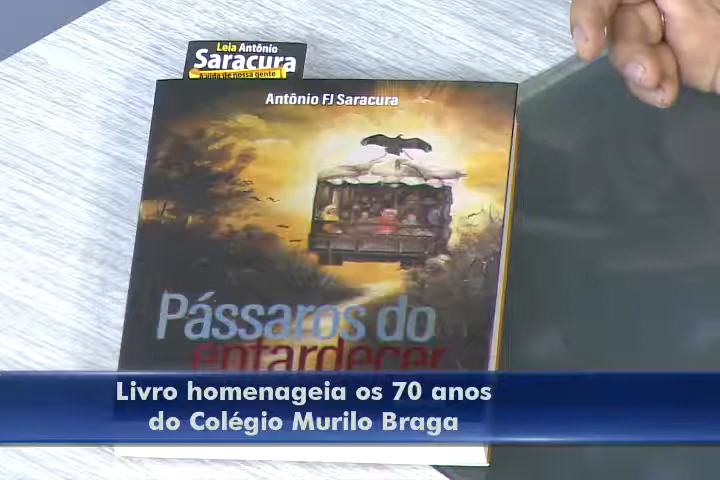 Leia Antônio
Saracura
a vida de nossa gente
Antônio FJ Saracura
Pássaros do
entardecer
Livro homenageia os 70 anos
do Colégio Murilo Braga